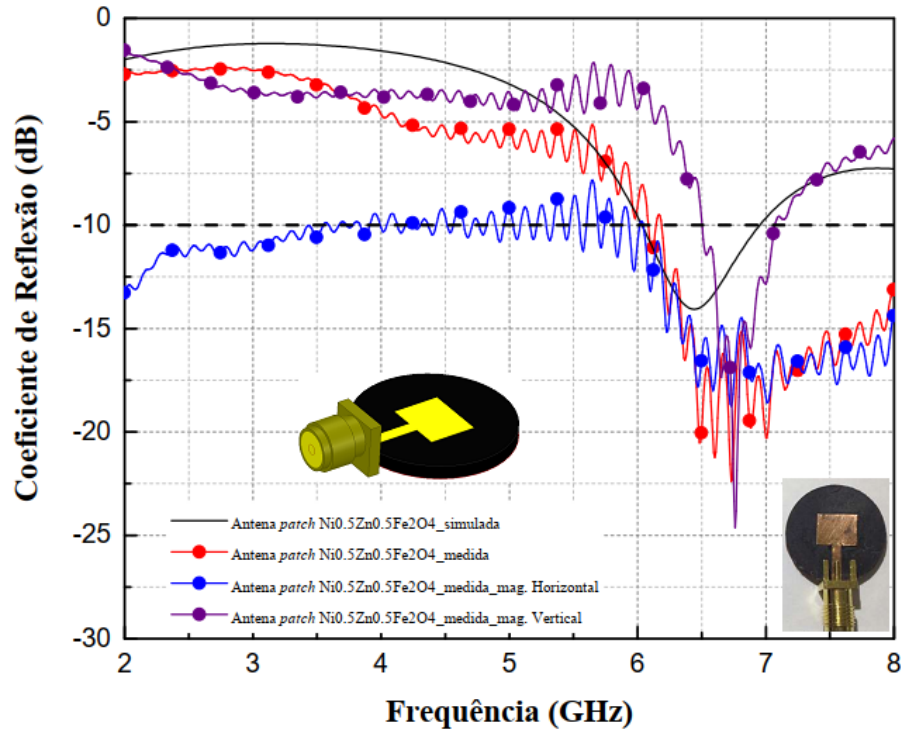 Coeficiente de Reflexão (dB)
0
-5
-10
-15
-20
-25
-30
Antena patch Ni0.5Zn0.5Fe2O4_simulada
Antena patch Ni0.5Zn0.5Fe2O4_medida
Antena patch Ni0.5Zn0.5Fe2O4_medida_mag. Horizontal
Antena patch Ni0.5Zn0.5Fe2O4_medida_mag. Vertical
2 3 4 5 6 7 8
Frequência (GHz)